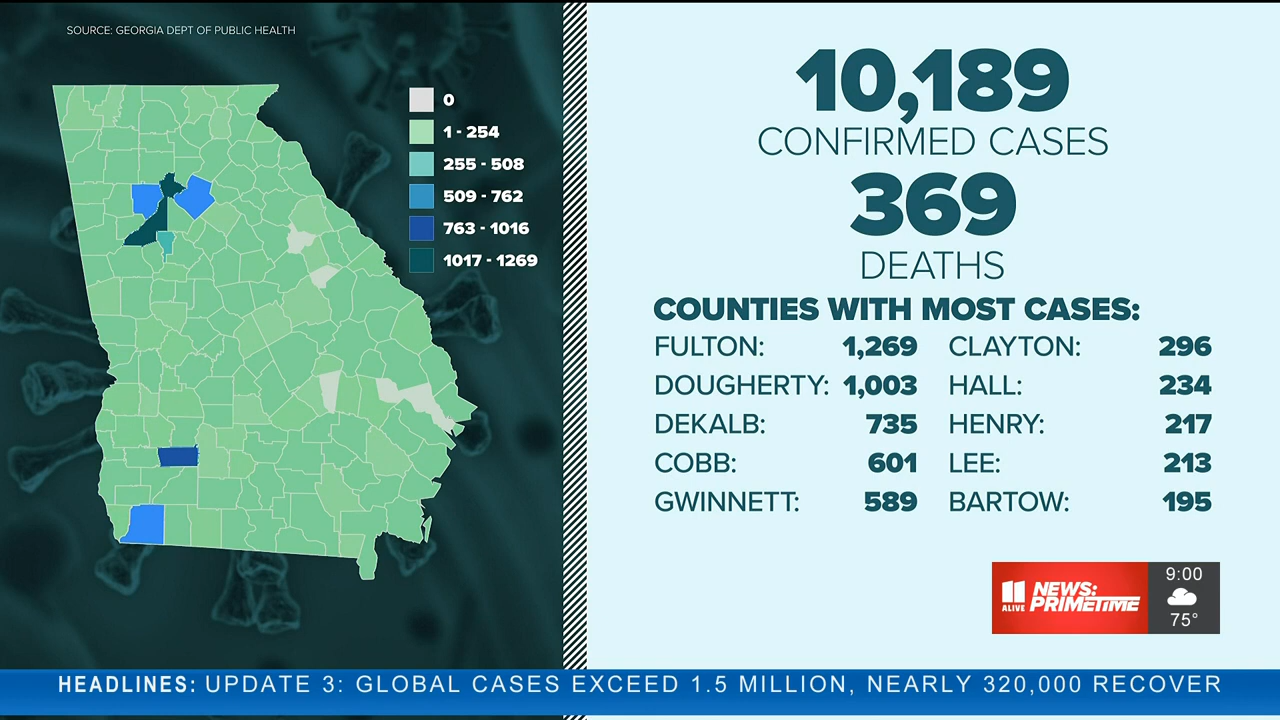 SOURCE: GEORGIA DEPT OF PUBLIC HEALTH
0
1 - 254
255 - 508
509 - 762
763 - 1016
1017 - 1269
10,189
CONFIRMED CASES
369
DEATHS
COUNTIES WITH MOST CASES:
FULTON: 1,269 CLAYTON: 296
DOUGHERTY: 1,003 HALL: 234
DEKALB: 735 HENRY: 217
COBB: 601 LEE: 213
GWINNETT: 589 BARTOW: 195
11 ALIVE NEWS: PRIMETIME
9:00
75°
HEADLINES: UPDATE 3: GLOBAL CASES EXCEED 1.5 MILLION, NEARLY 320,000 RECOVER